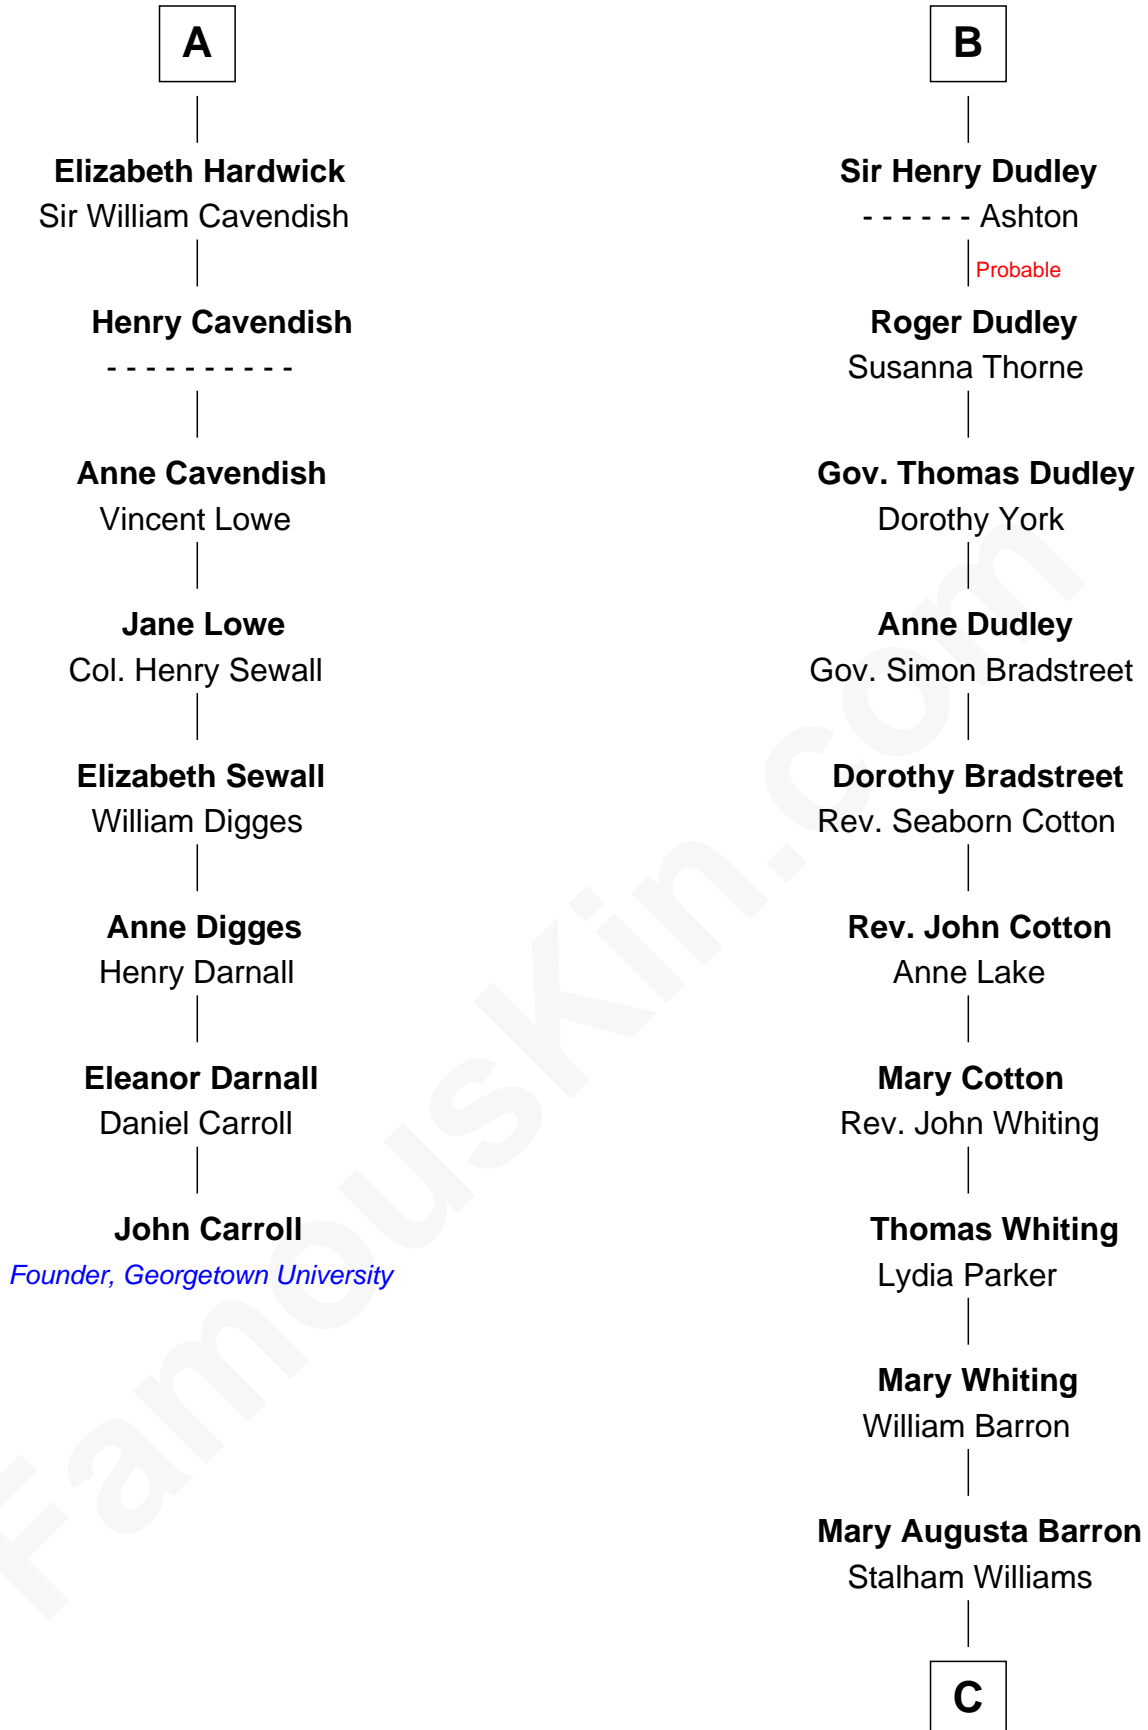 A
Elizabeth Hardwick
Sir William Cavendish
Henry Cavendish
- - - - - - - - - -
Anne Cavendish
Vincent Lowe
Jane Lowe
Col. Henry Sewall
Elizabeth Sewall
William Digges
Anne Digges
Henry Darnall
Eleanor Darnall
Daniel Carroll
John Carroll
Founder, Georgetown University
B
Sir Henry Dudley
- - - - - - Ashton
Probable
Roger Dudley
Susanna Thorne
Gov. Thomas Dudley
Dorothy York
Anne Dudley
Gov. Simon Bradstreet
Dorothy Bradstreet
Rev. Seaborn Cotton
Rev. John Cotton
Anne Lake
Mary Cotton
Rev. John Whiting
Thomas Whiting
Lydia Parker
Mary Whiting
William Barron
Mary Augusta Barron
Stalham Williams
C
FamousKin.com